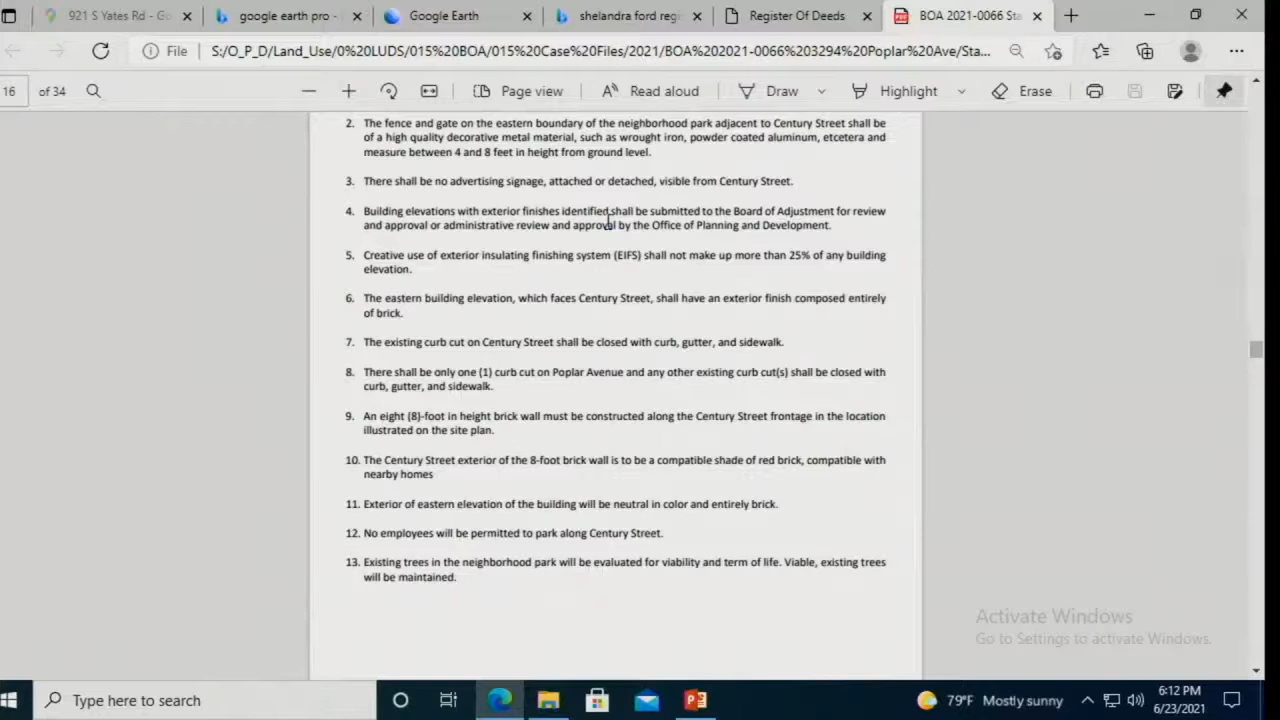 921 S Yates Rd - Go
google earth pro -
Google Earth
shelandra ford regi
Register Of Deeds
BOA 2021-0066 Sta
File
S:/O_P_D/Land_Use/0%20LUDS/015%20BOA/015%20Case%20Files/2021/BOA%202021-0066%203294%20Poplar%20Ave/Sta...
16 of 34
Page view
Read aloud
Draw
Highlight
Erase
2. The fence and gate on the eastern boundary of the neighborhood park adjacent to Century Street shall be
of a high quality decorative metal material, such as wrought iron, powder coated aluminum, etcetera and
measure between 4 and 8 feet in height from ground level.
3. There shall be no advertising signage, attached or detached, visible from Century Street.
4. Building elevations with exterior finishes identified shall be submitted to the Board of Adjustment for review
and approval or administrative review and approval by the Office of Planning and Development.
5. Creative use of exterior insulating finishing system (EIFS) shall not make up more than 25% of any building
elevation.
6. The eastern building elevation, which faces Century Street, shall have an exterior finish composed entirely
of brick.
7. The existing curb cut on Century Street shall be closed with curb, gutter, and sidewalk.
8. There shall be only one (1) curb cut on Poplar Avenue and any other existing curb cut(s) shall be closed with
curb, gutter, and sidewalk.
9. An eight (8)-foot in height brick wall must be constructed along the Century Street frontage in the location
illustrated on the site plan.
10. The Century Street exterior of the 8-foot brick wall is to be a compatible shade of red brick, compatible with
nearby homes
11. Exterior of eastern elevation of the building will be neutral in color and entirely brick.
12. No employees will be permitted to park along Century Street.
13. Existing trees in the neighborhood park will be evaluated for viability and term of life. Viable, existing trees
will be maintained.
Activate Windows
Go to Settings to activate Windows.
Type here to search
79°F Mostly sunny
6:12 PM
6/23/2021